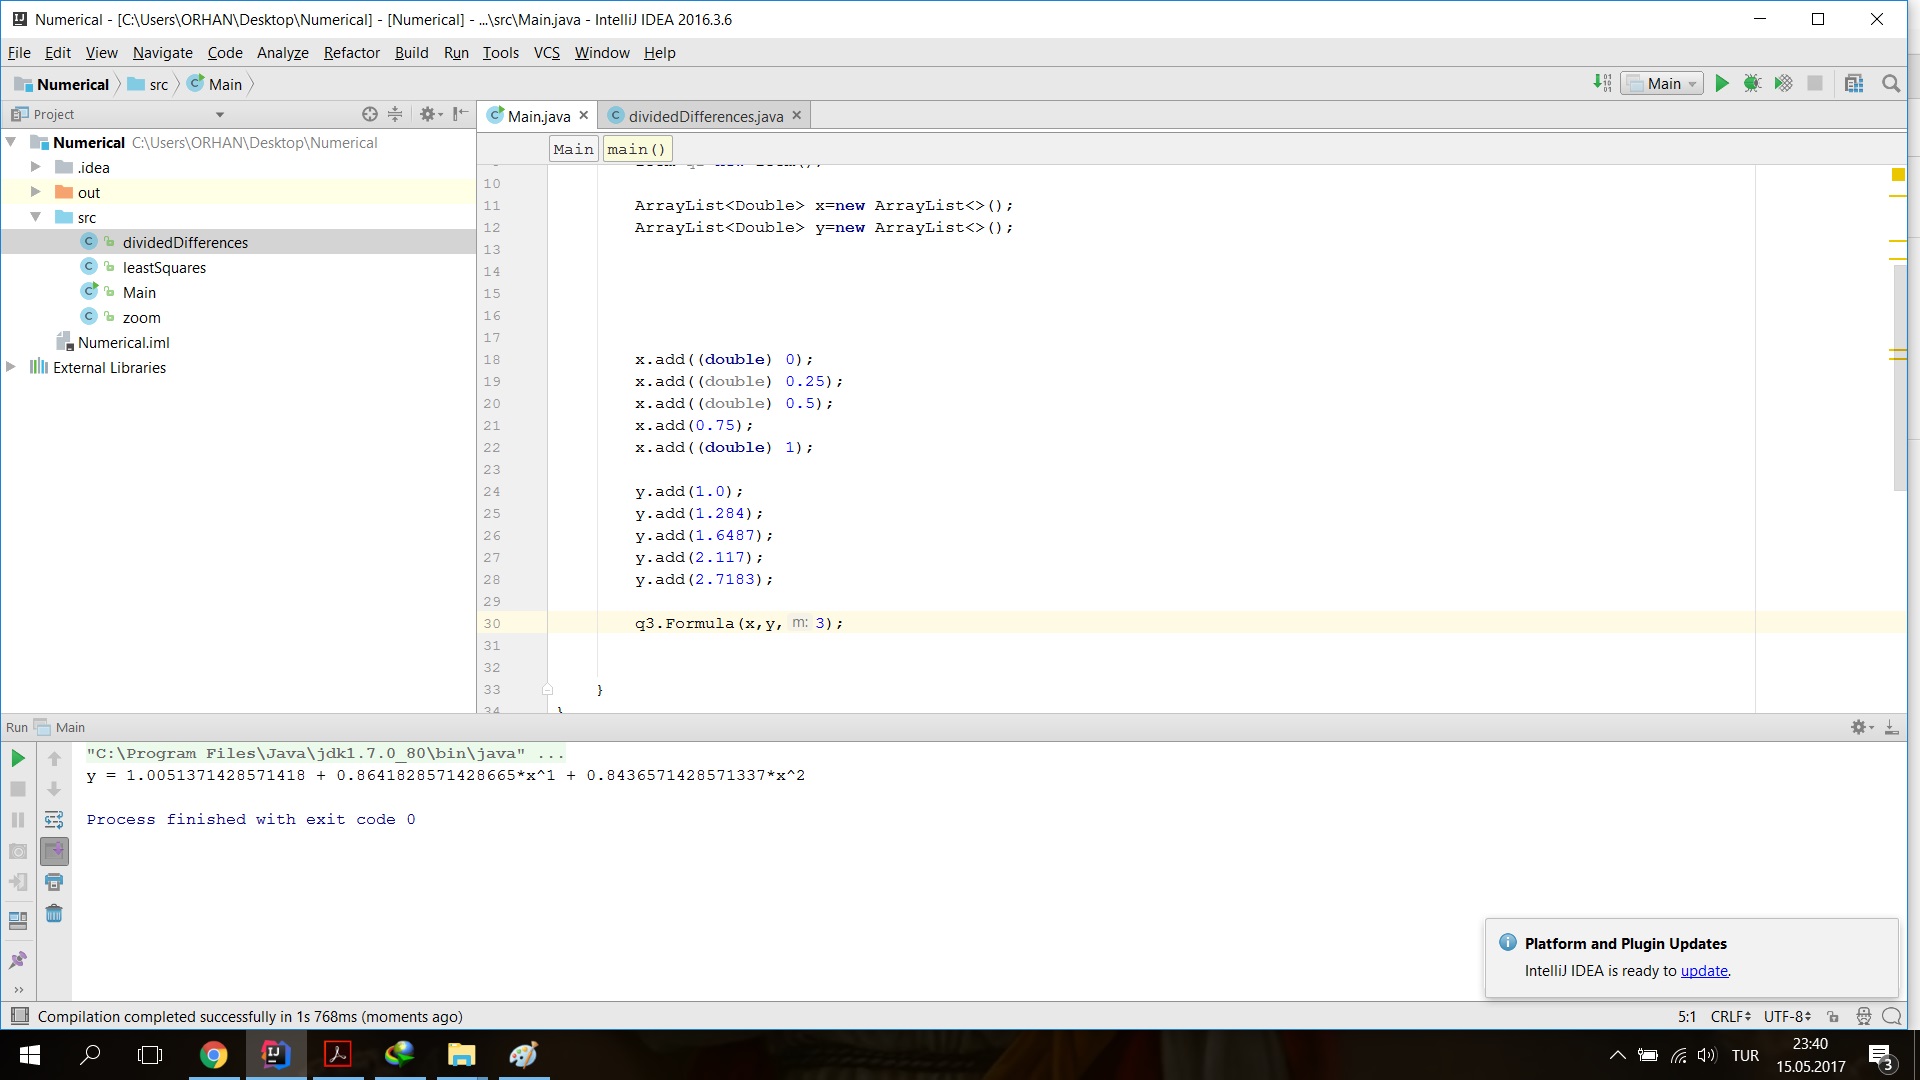 Numerical - [C:\Users\ORHAN\Desktop\Numerical] - [Numerical] - ...\src\Main.java - IntelliJ IDEA 2016.3.6
File Edit View Navigate Code Analyze Refactor Build Run Tools VCS Window Help
Numerical src Main
Main
Project
Main.java
dividedDifferences.java
Numerical C:\Users\ORHAN\Desktop\Numerical
.idea
out
src
dividedDifferences
leastSquares
Main
zoom
Numerical.iml
External Libraries
Main main()
10
11 ArrayList<Double> x=new ArrayList<>();
12 ArrayList<Double> y=new ArrayList<>();
13
14
15
16
17
18 x.add((double) 0);
19 x.add((double) 0.25);
20 x.add((double) 0.5);
21 x.add(0.75);
22 x.add((double) 1);
23
24 y.add(1.0);
25 y.add(1.284);
26 y.add(1.6487);
27 y.add(2.117);
28 y.add(2.7183);
29
30 q3.Formula(x,y, m: 3);
31
32
33 }
34 }
Run Main
"C:\Program Files\Java\jdk1.7.0_80\bin\java" ...
y = 1.0051371428571418 + 0.8641828571428665*x^1 + 0.8436571428571337*x^2
Process finished with exit code 0
Platform and Plugin Updates
IntelliJ IDEA is ready to update.
Compilation completed successfully in 1s 768ms (moments ago)
5:1 CRLF UTF-8
TUR
23:40
15.05.2017
3